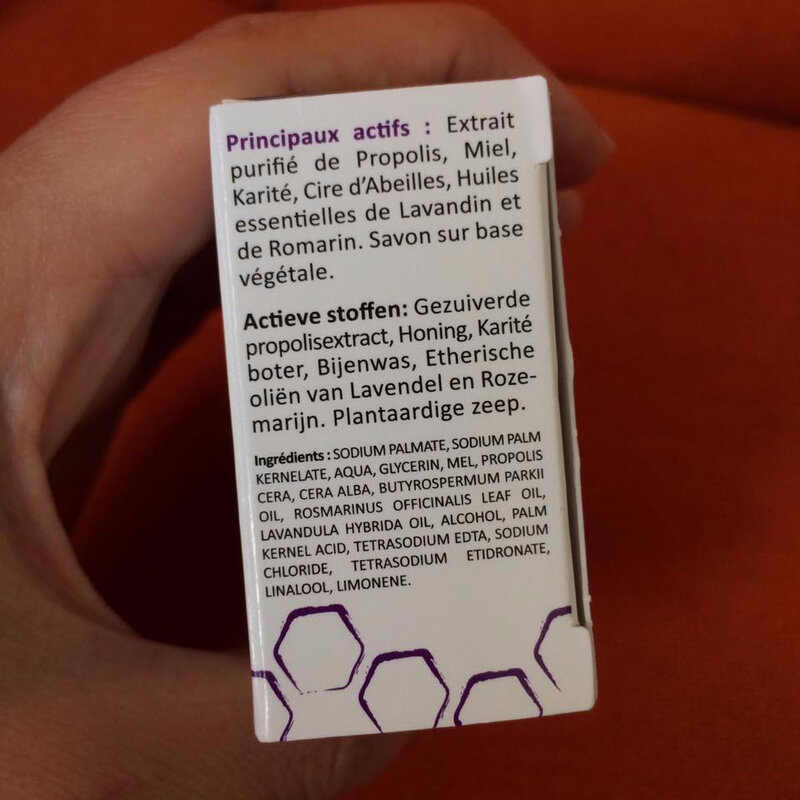 Principaux actifs : Extrait
purifié de Propolis, Miel,
Karité, Cire d’Abeilles, Huiles
essentielles de Lavandin et
de Romarin. Savon sur base
végétale.
Actieve stoffen: Gezuiverde
propolisextract, Honing, Karité
boter, Bijenwas, Etherische
oliën van Lavendel en Roze-
marijn. Plantaardige zeep.
Ingrédients : SODIUM PALMATE, SODIUM PALM
KERNELATE, AQUA, GLYCERIN, MEL, PROPOLIS
CERA, CERA ALBA, BUTYROSPERMUM PARKII
OIL, ROSMARINUS OFFICINALIS LEAF OIL,
LAVANDULA HYBRIDA OIL, ALCOHOL, PALM
KERNEL ACID, TETRASODIUM EDTA, SODIUM
CHLORIDE, TETRASODIUM ETIDRONATE,
LINALOOL, LIMONENE.